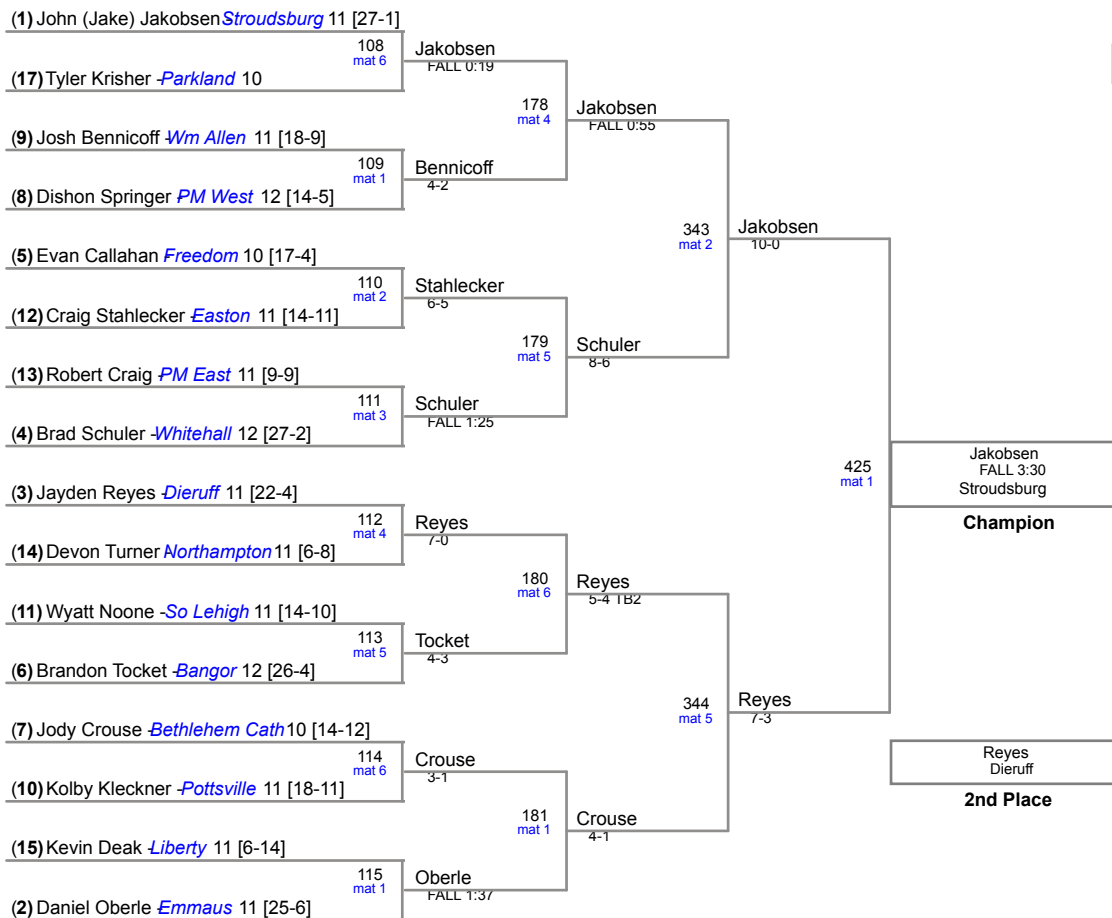 (1) John (Jake) Jakobsen Stroudsburg 11 [27-1]
108
mat 6
Jakobsen
FALL 0:19
(17) Tyler Krisher -Parkland 10
178
mat 4
Jakobsen
FALL 0:55
(9) Josh Bennicoff -Wm Allen 11 [18-9]
109
mat 1
Bennicoff
4-2
(8) Dishon Springer -PM West 12 [14-5]
343
mat 2
Jakobsen
10-0
(5) Evan Callahan -Freedom 10 [17-4]
110
mat 2
Stahlecker
6-5
(12) Craig Stahlecker -Easton 11 [14-11]
179
mat 5
Schuler
8-6
(13) Robert Craig -PM East 11 [9-9]
111
mat 3
Schuler
FALL 1:25
(4) Brad Schuler -Whitehall 12 [27-2]
425
mat 1
Jakobsen
FALL 3:30
Stroudsburg
Champion
(3) Jayden Reyes -Dieruff 11 [22-4]
112
mat 4
Reyes
7-0
(14) Devon Turner -Northampton 11 [6-8]
180
mat 6
Reyes
5-4 TB2
(11) Wyatt Noone -So Lehigh 11 [14-10]
113
mat 5
Tocket
4-3
(6) Brandon Tocket -Bangor 12 [26-4]
344
mat 5
Reyes
7-3
(7) Jody Crouse -Bethlehem Cath 10 [14-12]
114
mat 6
Crouse
3-1
(10) Kolby Kleckner -Pottsville 11 [18-11]
Reyes
Dieruff
2nd Place
181
mat 1
Crouse
4-1
(15) Kevin Deak -Liberty 11 [6-14]
115
mat 1
Oberle
FALL 1:37
(2) Daniel Oberle -Emmaus 11 [25-6]